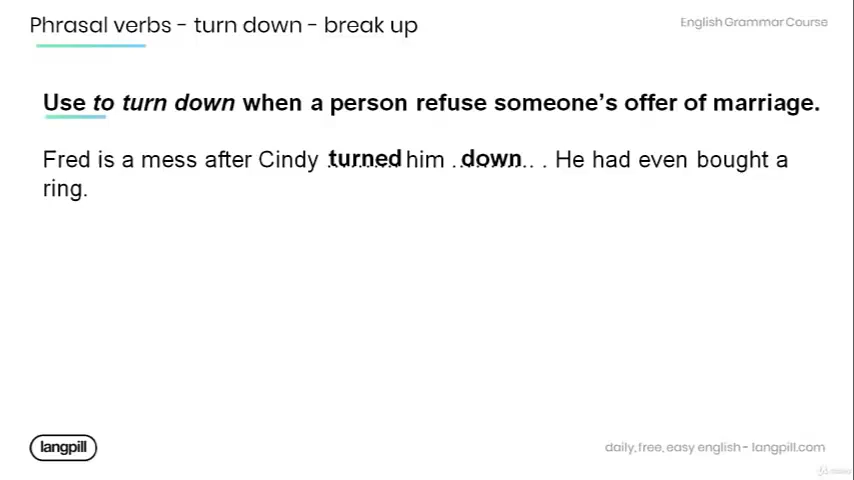 Phrasal verbs - turn down - break up
English Grammar Course
Use to turn down when a person refuse someone's offer of marriage.
Fred is a mess after Cindy turned him down . He had even bought a
ring.
langpill
daily, free, easy english - langpill.com